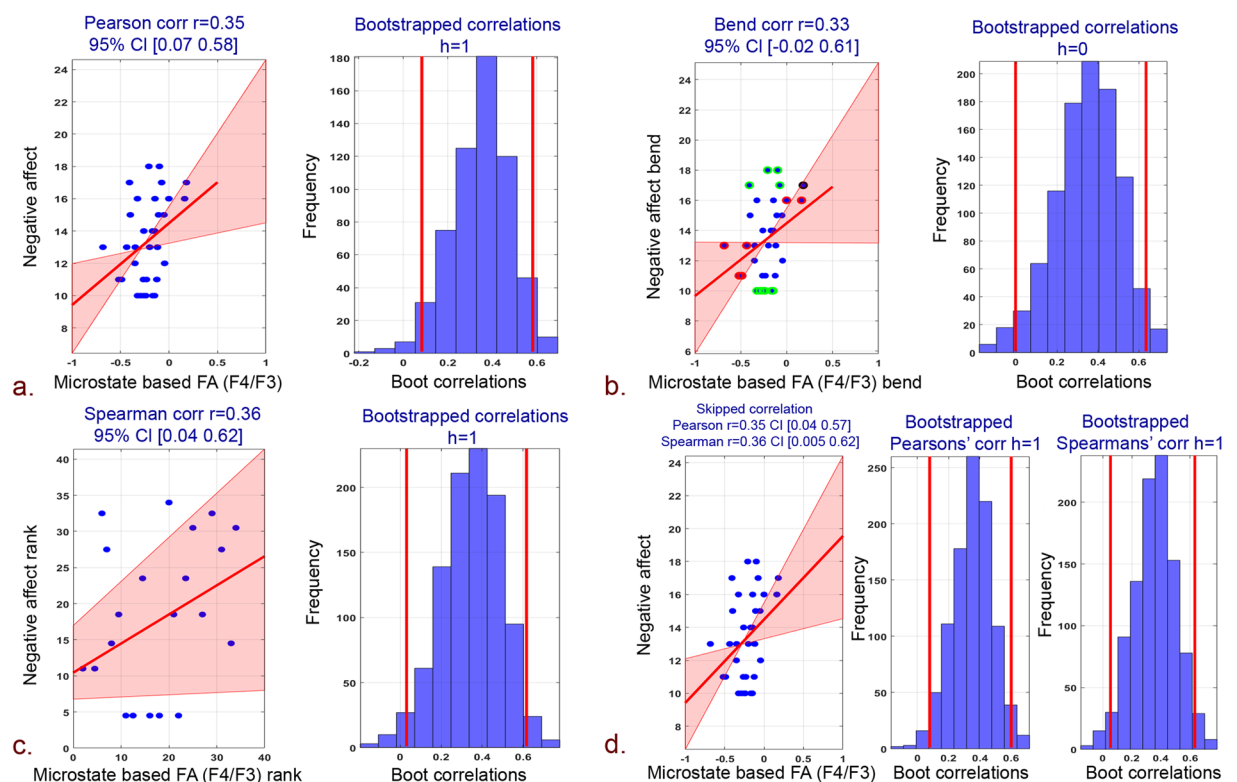 Pearson corr r=0.35
95% CI [0.07 0.58]
Negative affect
24
22
20
18
16
14
12
10
8
-1
-0.5
0
0.5
1
Microstate based FA (F4/F3)
a.
Bootstrapped correlations
h=1
Frequency
180
160
140
120
100
80
60
40
20
0
-0.2
0
0.2
0.4
0.6
Boot correlations
Bend corr r=0.33
95% CI [-0.02 0.61]
Negative affect bend
24
22
20
18
16
14
12
10
8
6
-1
-0.5
0
0.5
1
Microstate based FA (F4/F3) bend
b.
Bootstrapped correlations
h=0
Frequency
200
180
160
140
120
100
80
60
40
20
0
0
0.2
0.4
0.6
Boot correlations
Spearman corr r=0.36
95% CI [0.04 0.62]
Negative affect rank
40
35
30
25
20
15
10
5
0
0
10
20
30
40
Microstate based FA (F4/F3) rank
c.
Bootstrapped correlations
h=1
Frequency
200
150
100
50
0
0
0.2
0.4
0.6
Boot correlations
Skipped correlation
Pearson r=0.35 CI [0.04 0.57]
Spearman r=0.36 CI [0.005 0.62]
Negative affect
24
22
20
18
16
14
12
10
8
-1
-0.5
0
0.5
1
Microstate based FA (F4/F3)
d.
Bootstrapped
Pearsons' corr h=1
Frequency
250
200
150
100
50
0
0
0.2
0.4
0.6
Boot correlations
Bootstrapped
Spearmans' corr h=1
Frequency
200
150
100
50
0
0
0.2
0.4
0.6
Boot correlations